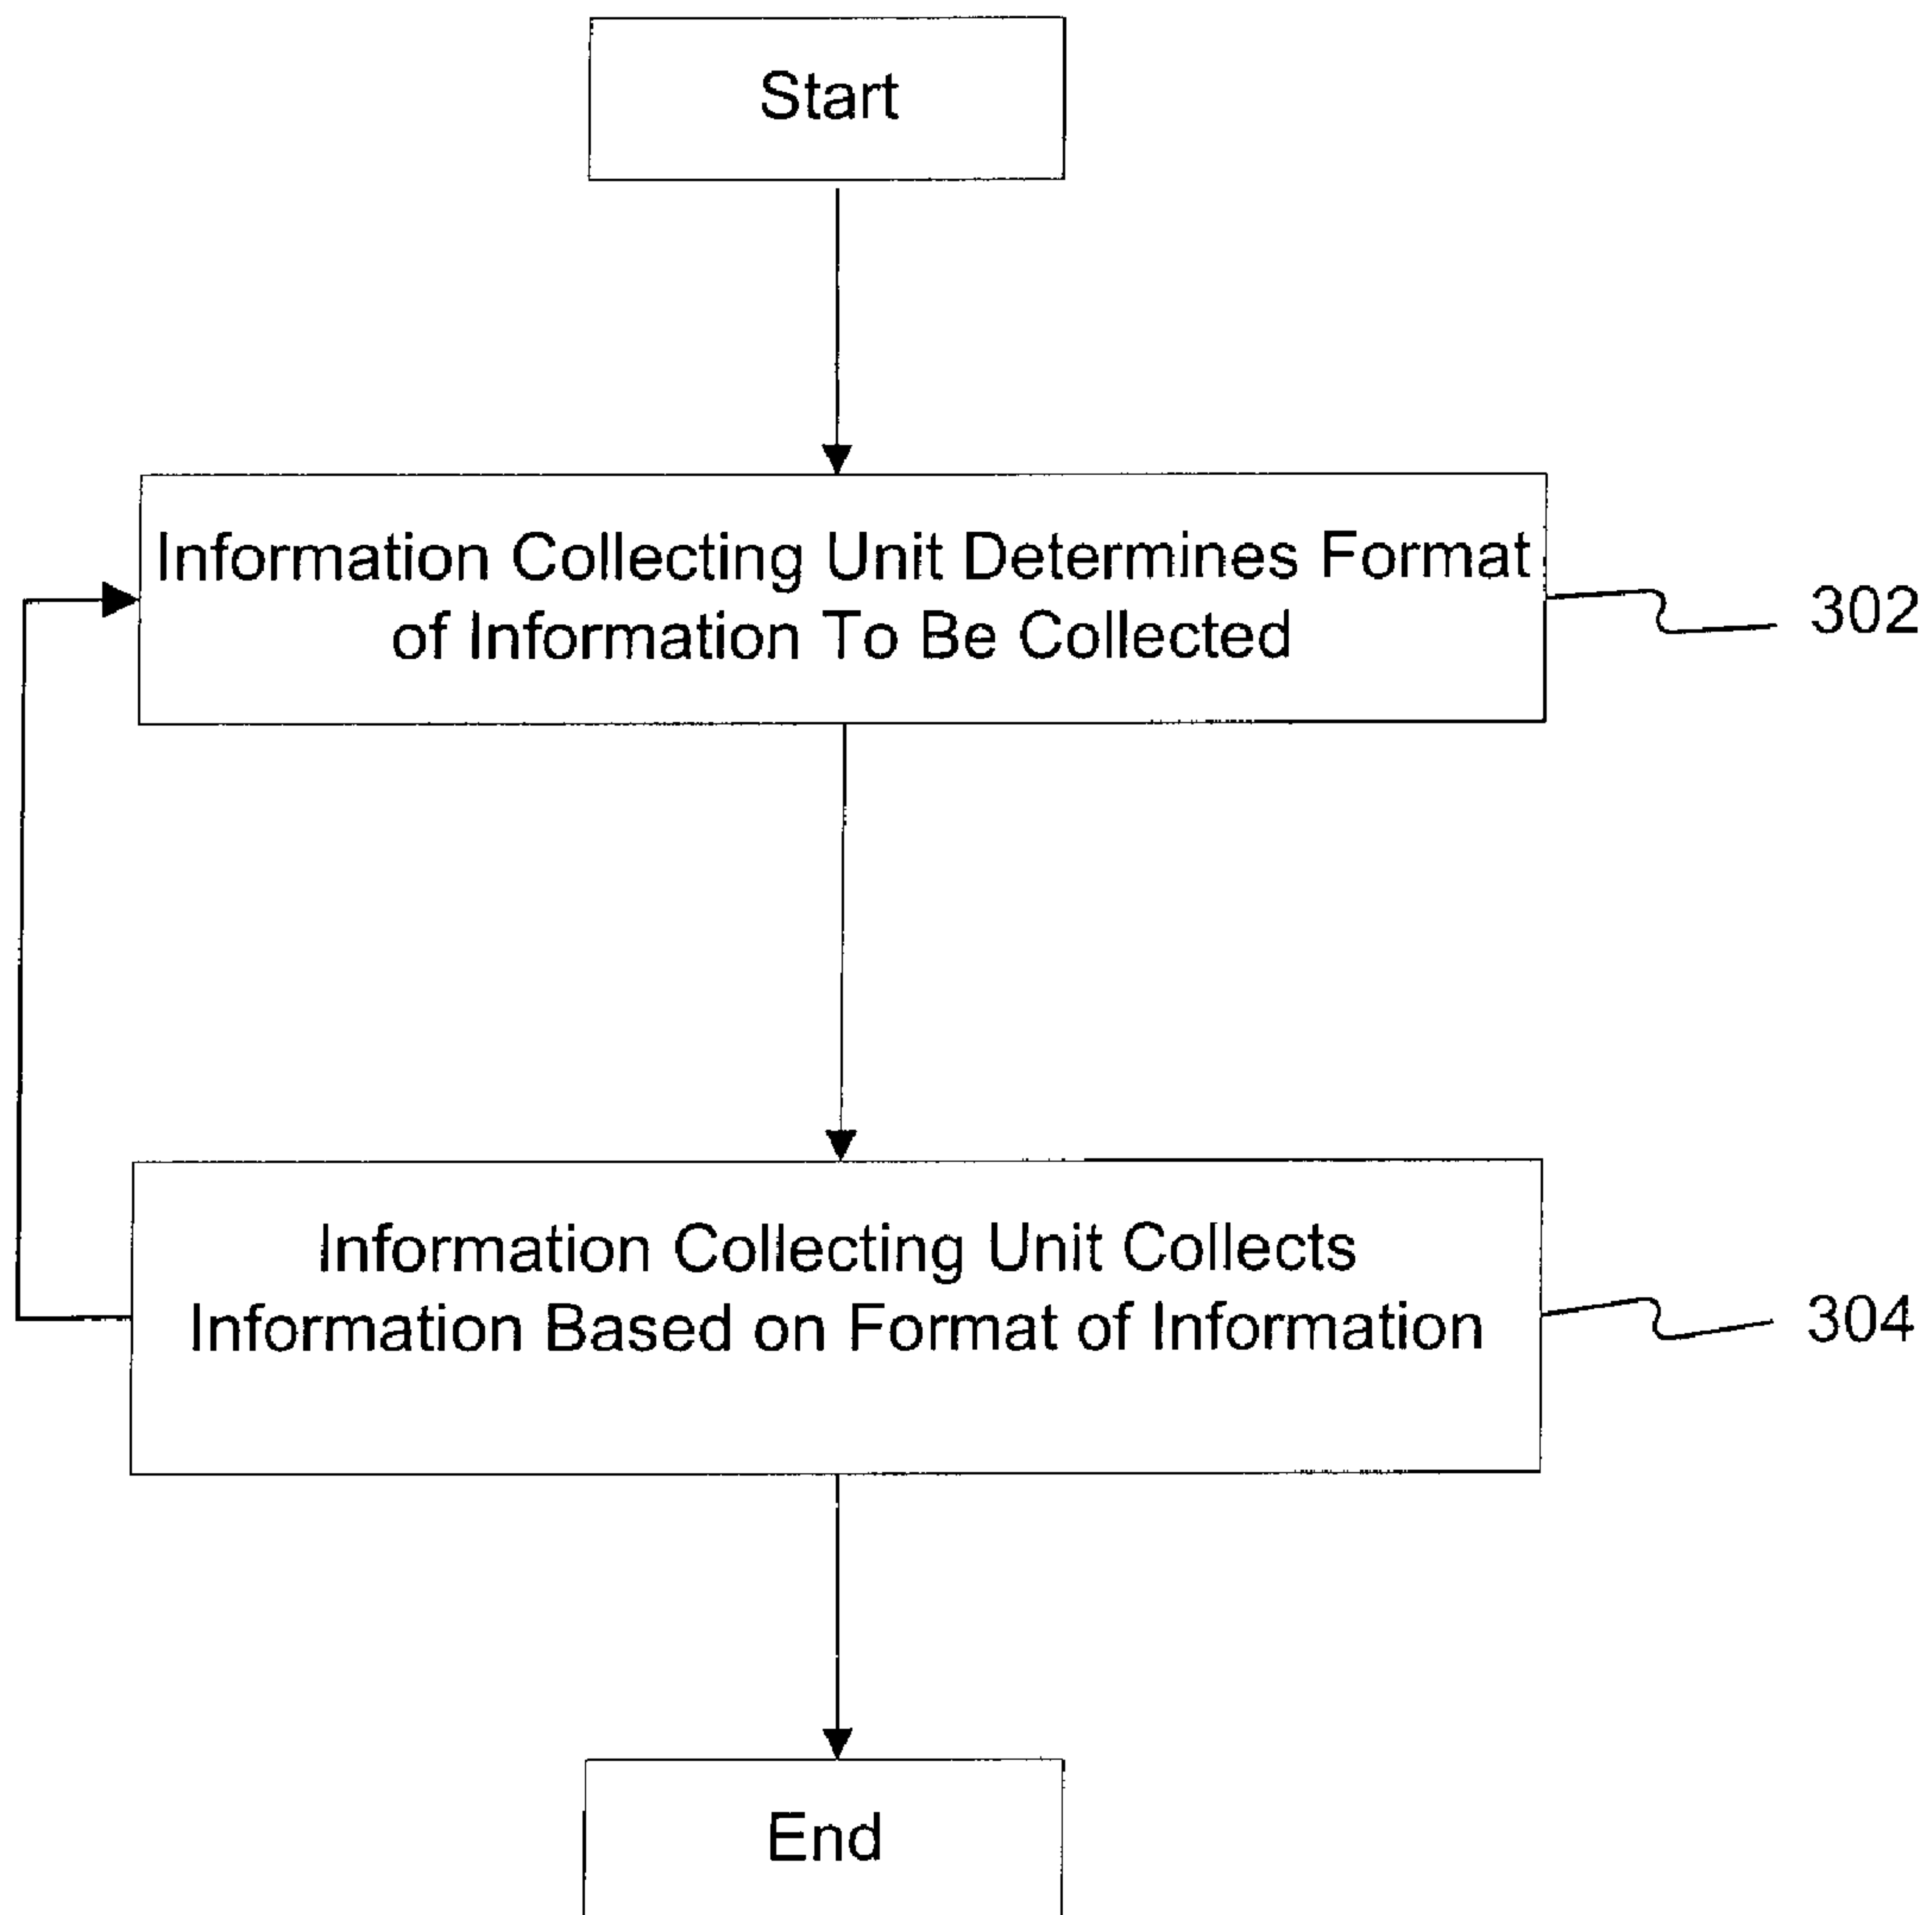 Start
Information Collecting Unit Determines Format
of Information To Be Collected
302
Information Collecting Unit Collects
Information Based on Format of Information
304
End